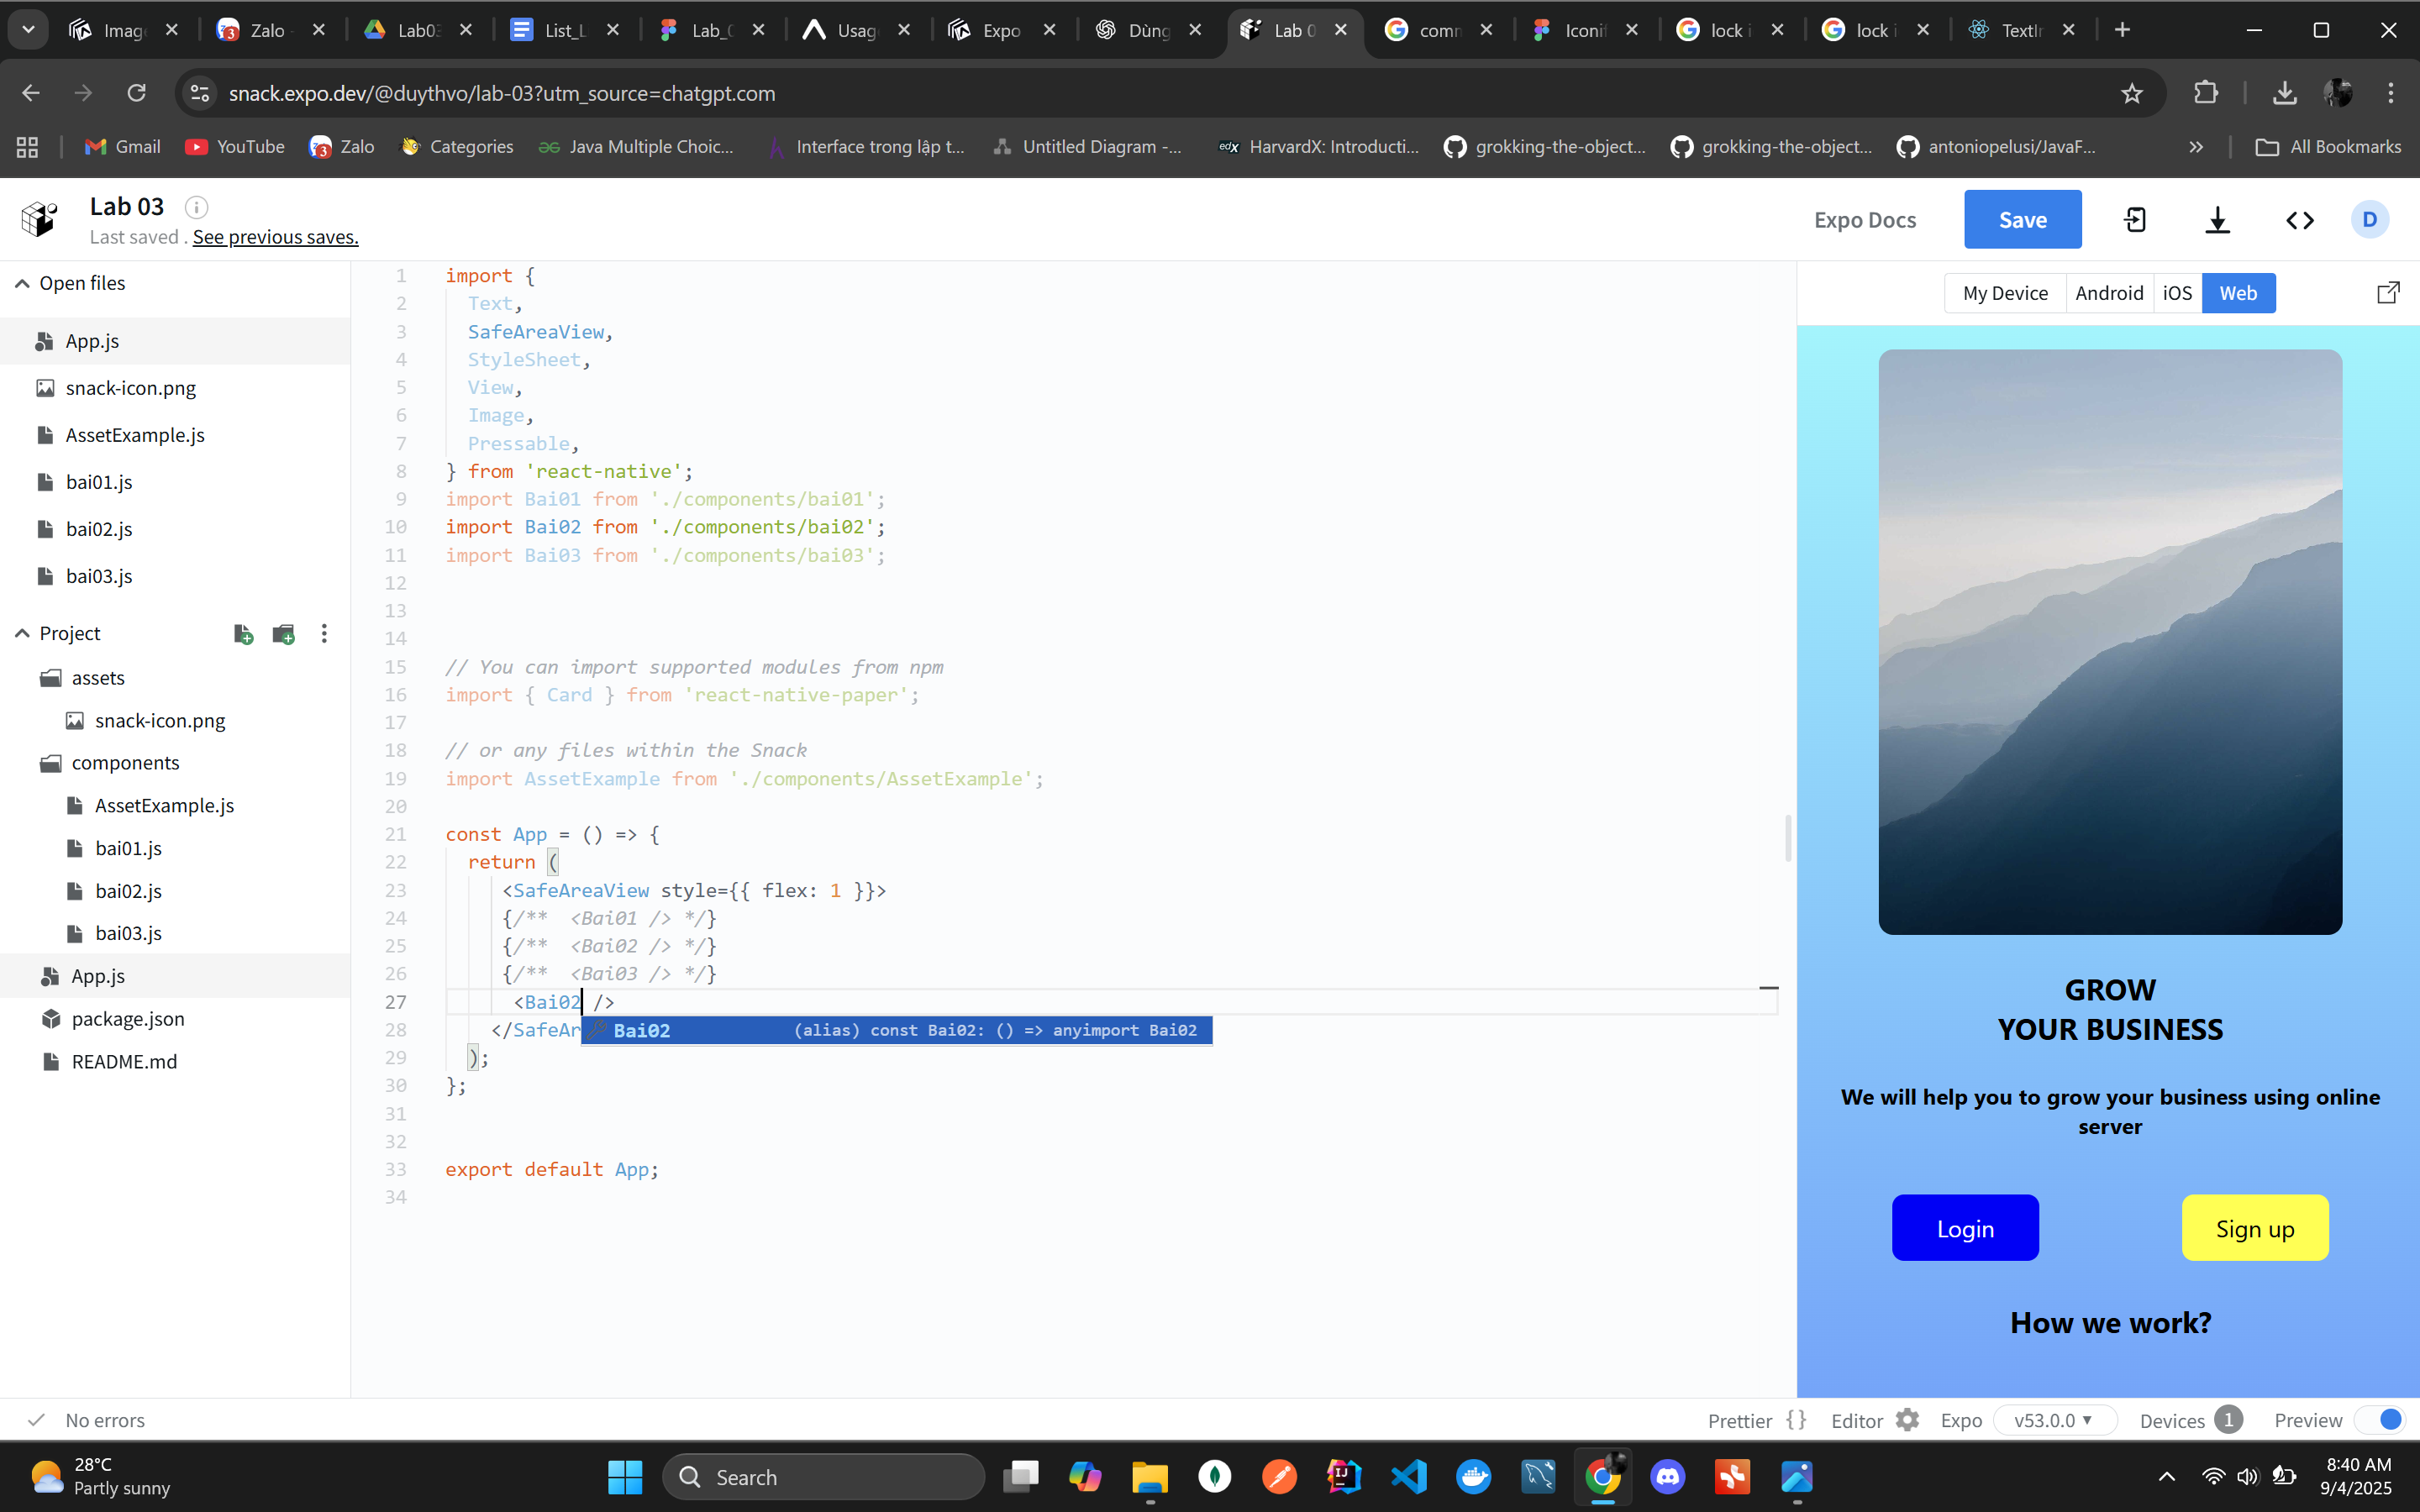 Imag
Zalo
Lab03
List_L
Lab_0
Usag
Expo
Dùng
Lab 0
comm
Iconif
lock i
lock i
TextIn
snack.expo.dev/@duythvo/lab-03?utm_source=chatgpt.com
Gmail
YouTube
Zalo
Categories
Java Multiple Choic...
Interface trong lập t...
Untitled Diagram -...
HarvardX: Introducti...
grokking-the-object...
grokking-the-object...
antoniopelusi/JavaF...
All Bookmarks
Lab 03
Last saved . See previous saves.
Expo Docs
Save
D
Open files
App.js
snack-icon.png
AssetExample.js
bai01.js
bai02.js
bai03.js
Project
assets
snack-icon.png
components
AssetExample.js
bai01.js
bai02.js
bai03.js
App.js
package.json
README.md
1 import {
2 Text,
3 SafeAreaView,
4 StyleSheet,
5 View,
6 Image,
7 Pressable,
8 } from 'react-native';
9 import Bai01 from './components/bai01';
10 import Bai02 from './components/bai02';
11 import Bai03 from './components/bai03';
12
13
14
15 // You can import supported modules from npm
16 import { Card } from 'react-native-paper';
17
18 // or any files within the Snack
19 import AssetExample from './components/AssetExample';
20
21 const App = () => {
22 return (
23 <SafeAreaView style={{ flex: 1 }}>
24 {/** <Bai01 /> */}
25 {/** <Bai02 /> */}
26 {/** <Bai03 /> */}
27 <Bai02 />
28 </SafeAr
Bai02 (alias) const Bai02: () => anyimport Bai02
29 );
30 };
31
32
33 export default App;
34
My Device
Android
iOS
Web
GROW
YOUR BUSINESS
We will help you to grow your business using online
server
Login
Sign up
How we work?
No errors
Prettier { }
Editor
Expo
v53.0.0
Devices 1
Preview
28°C
Partly sunny
Search
8:40 AM
9/4/2025